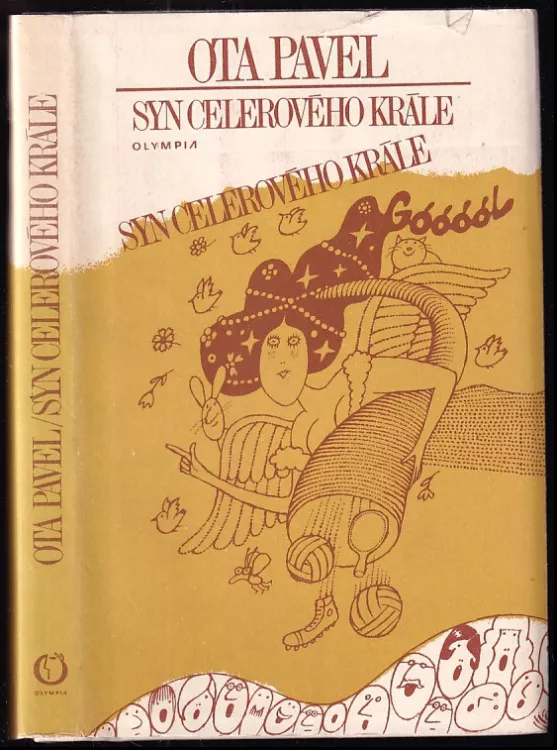 OTA PAVEL
SYN CELEROVÉHO KRÁLE
OLYMPIA
SYN CELEROVÉHO KRÁLE
Góóóól
OTA PAVEL/SYN CELEROVÉHO KRÁLE
OLYMPIA